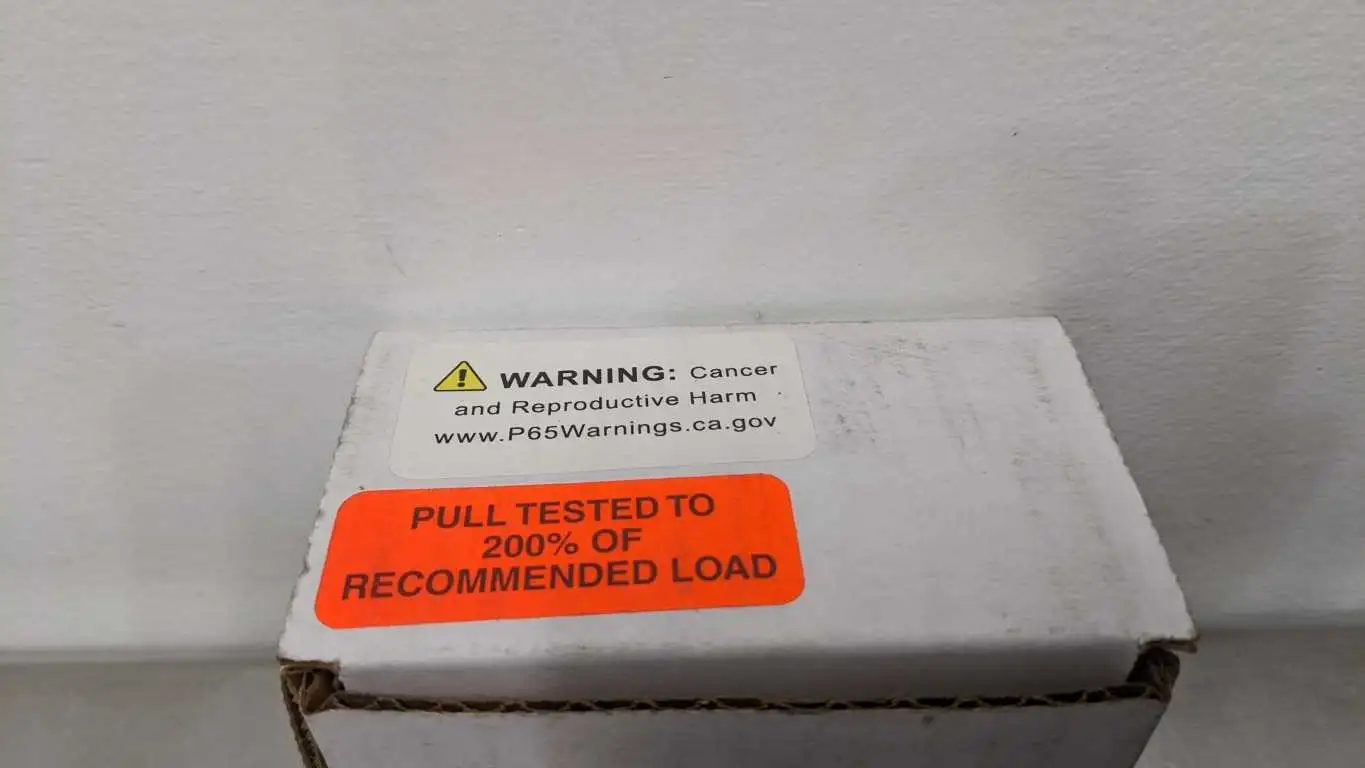 WARNING: Cancer
and Reproductive Harm
www.P65Warnings.ca.gov
PULL TESTED TO
200% OF
RECOMMENDED LOAD